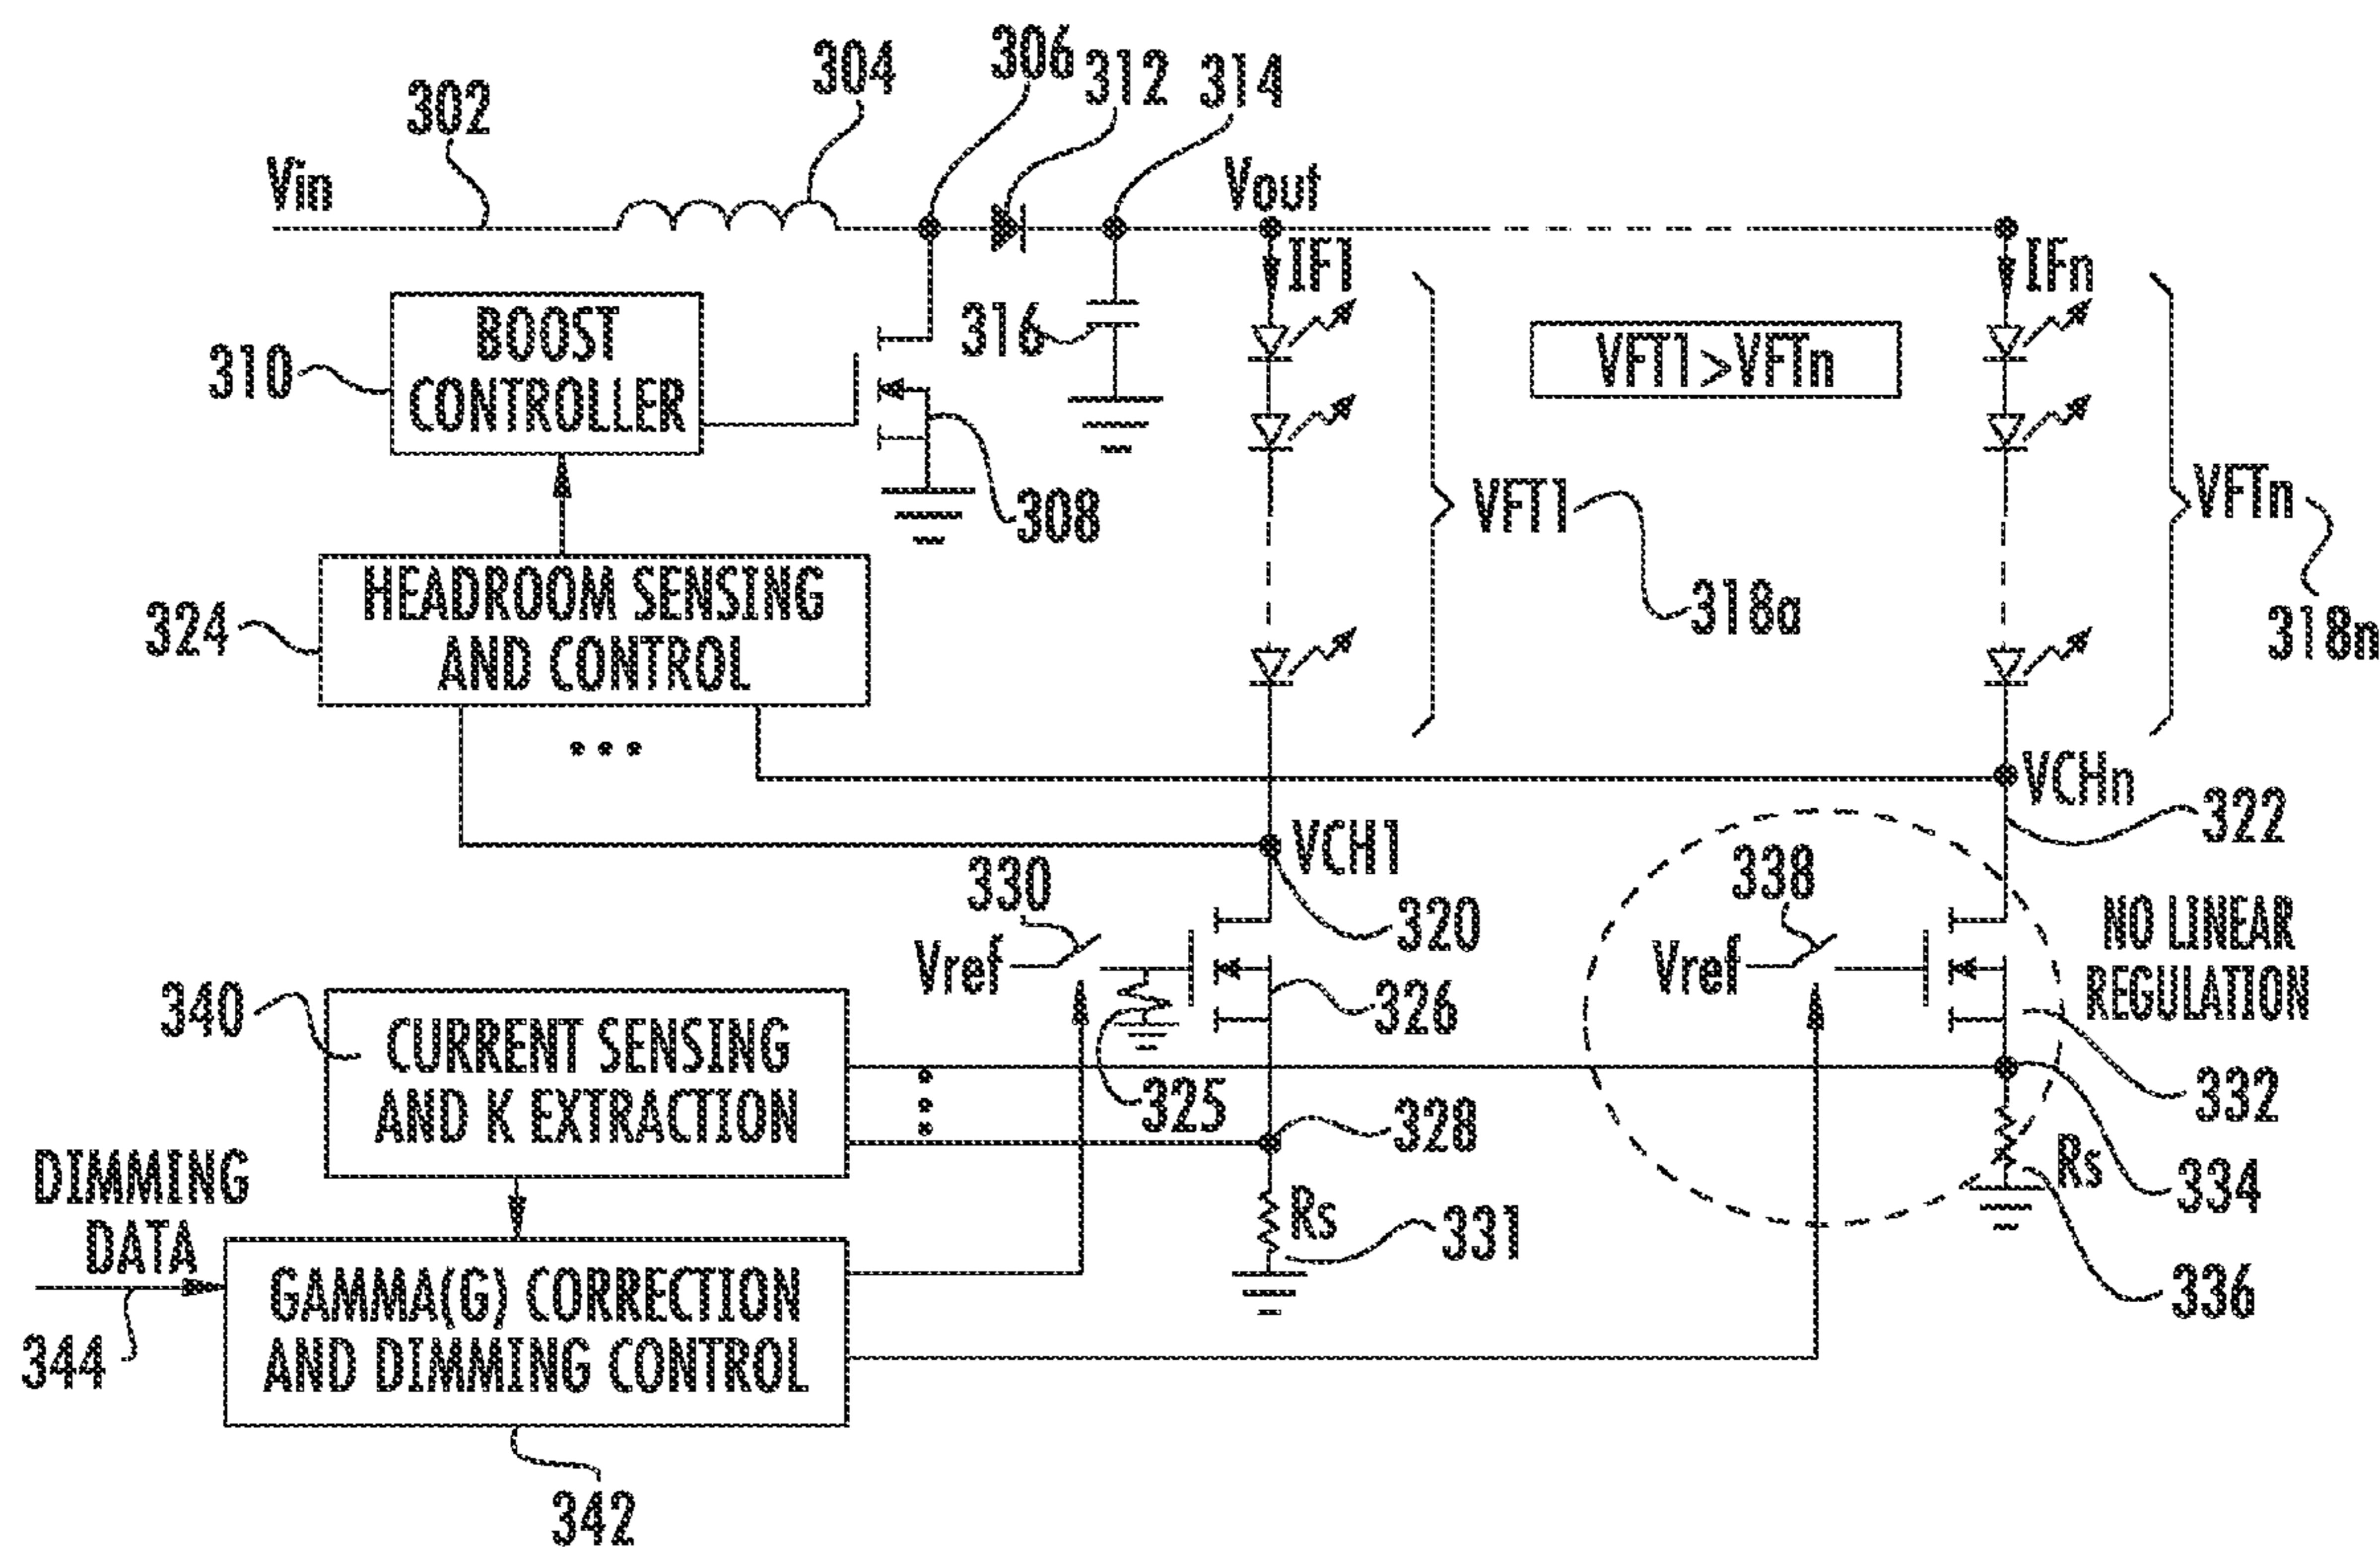 302
304
306
312
314
Vin
Vout
IF1
IFn
310
BOOST
CONTROLLER
316
VFT1>VFTn
308
VFT1
VFTn
318a
318n
324
HEADROOM SENSING
AND CONTROL
•••
VCHn
322
VCH1
320
330
Vref
338
Vref
NO LINEAR
REGULATION
326
325
332
340
CURRENT SENSING
AND K EXTRACTION
328
334
Rs
331
Rs
336
DIMMING
DATA
344
GAMMA(G) CORRECTION
AND DIMMING CONTROL
342